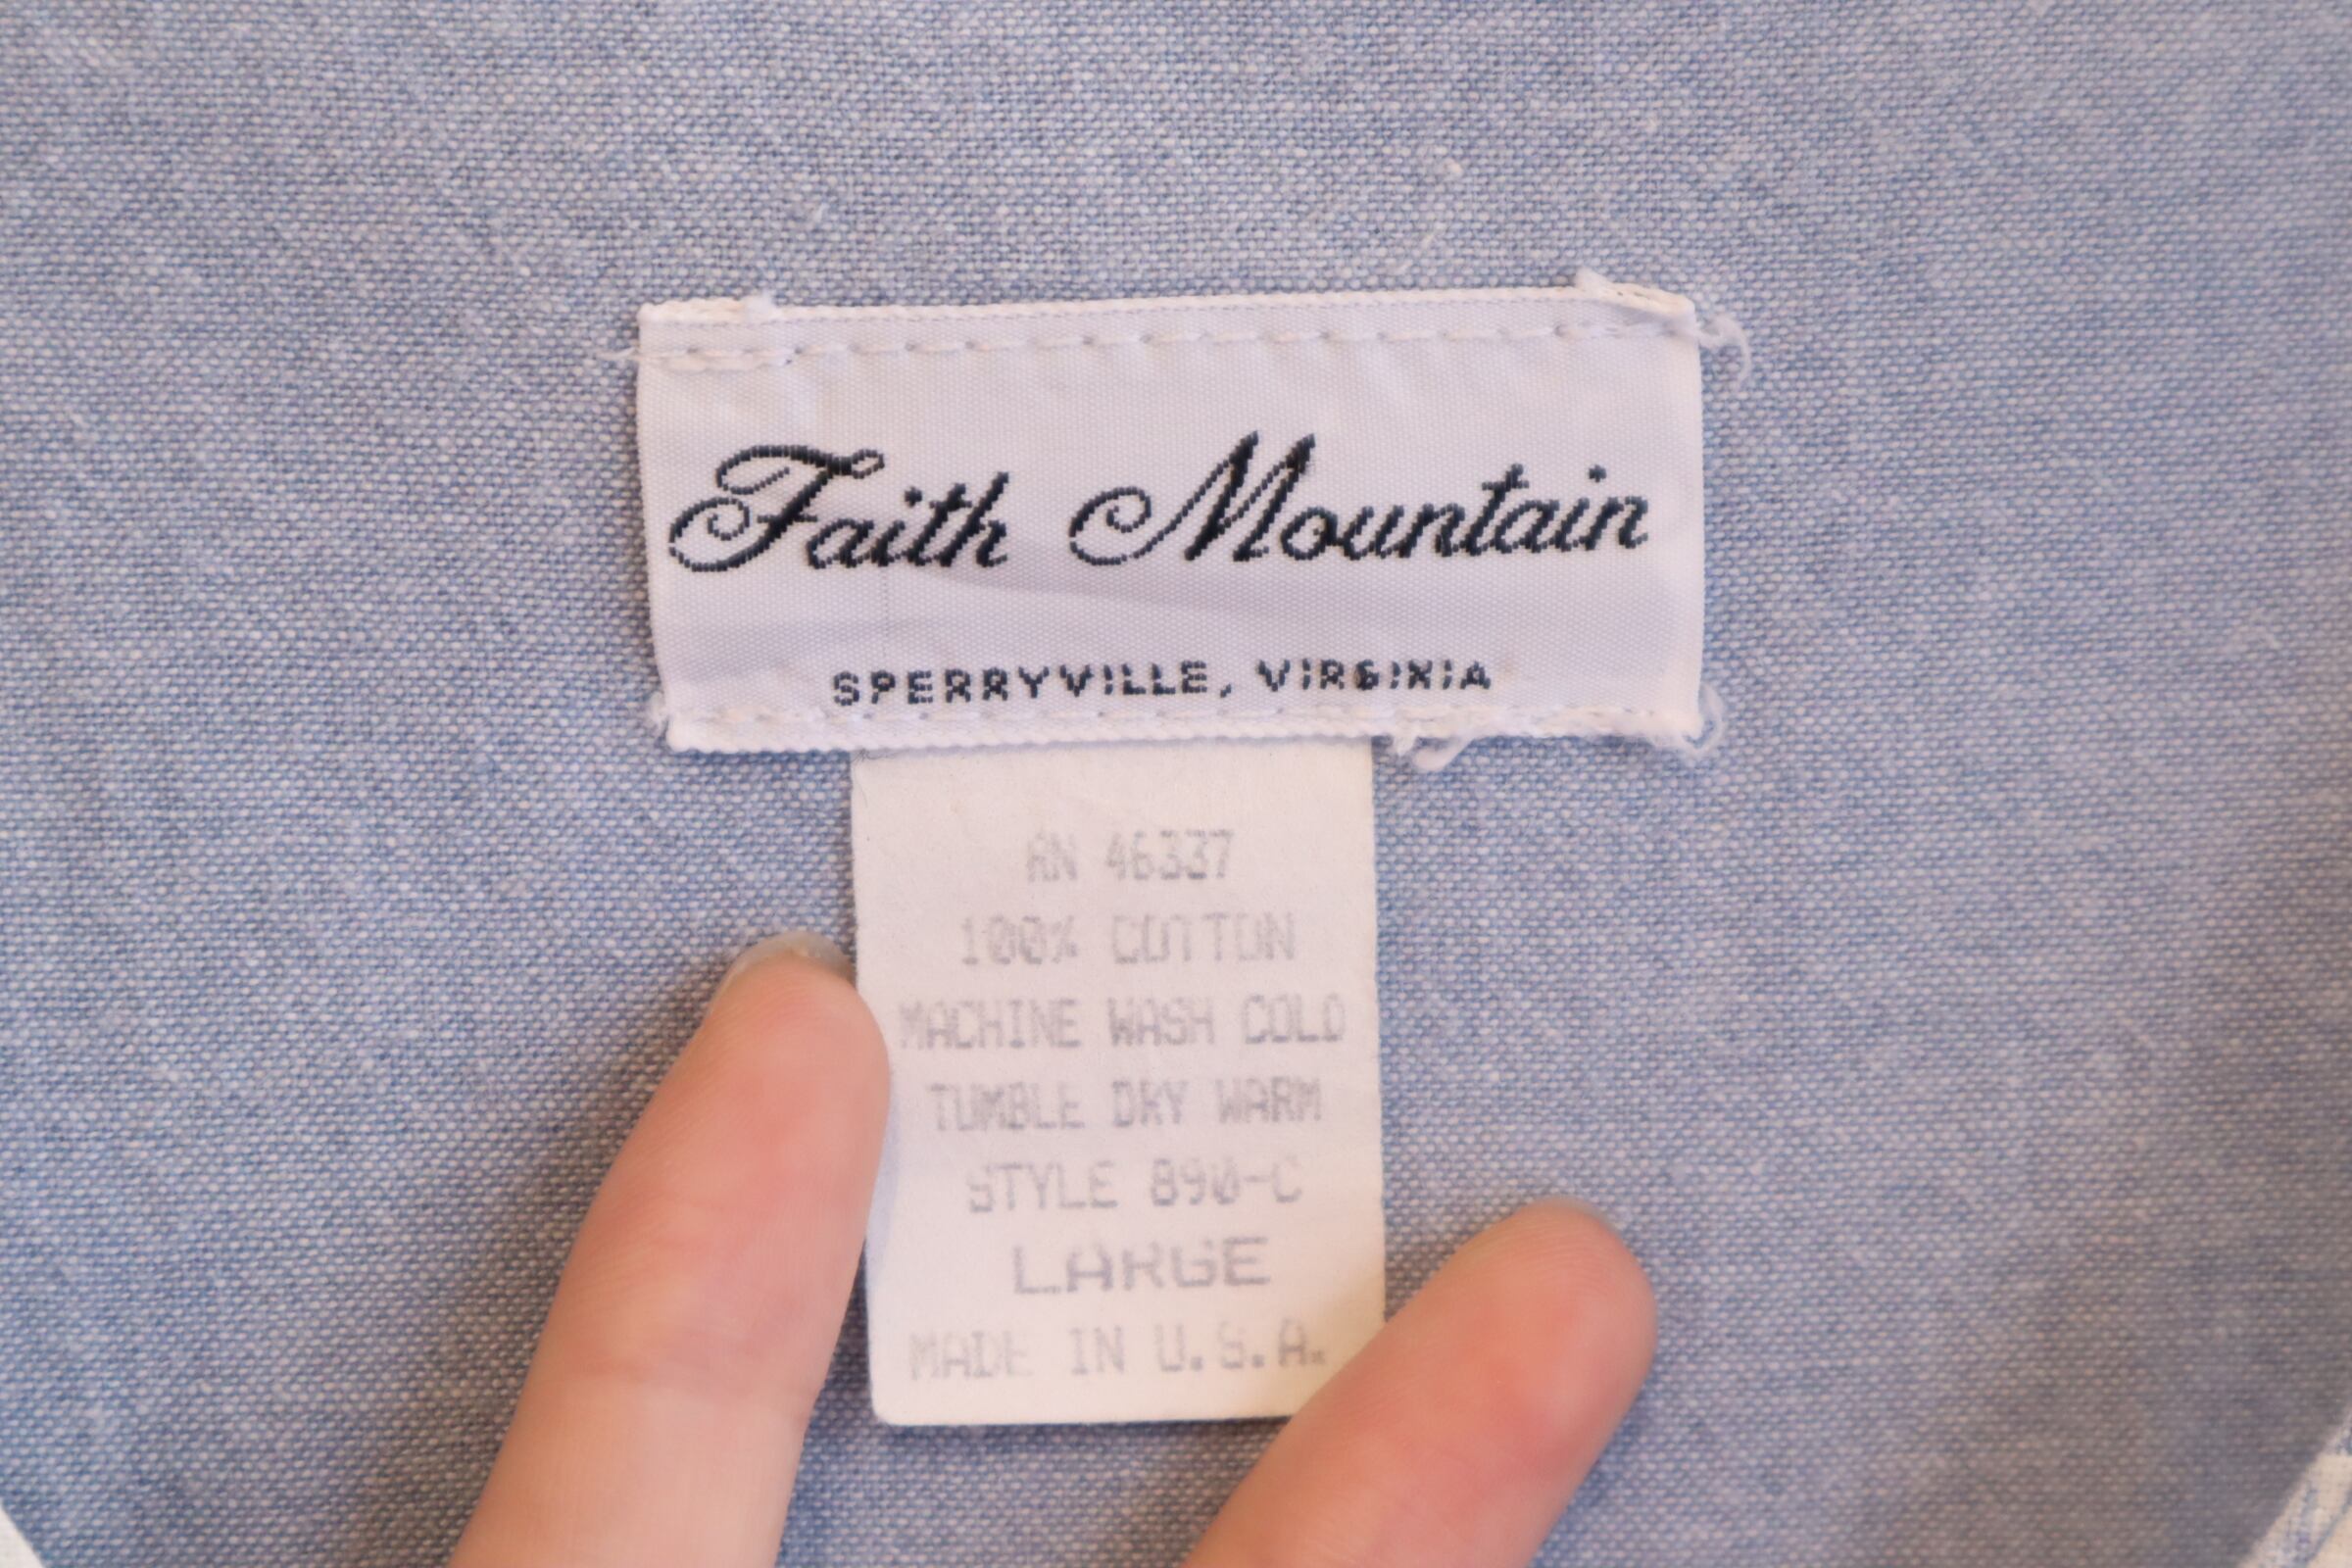 Faith Mountain
SPERRYVILLE, VIRGINIA
RN 46337
100% COTTON
MACHINE WASH COLD
TUMBLE DRY WARM
STYLE 890-C
LARGE
MADE IN U.S.A.